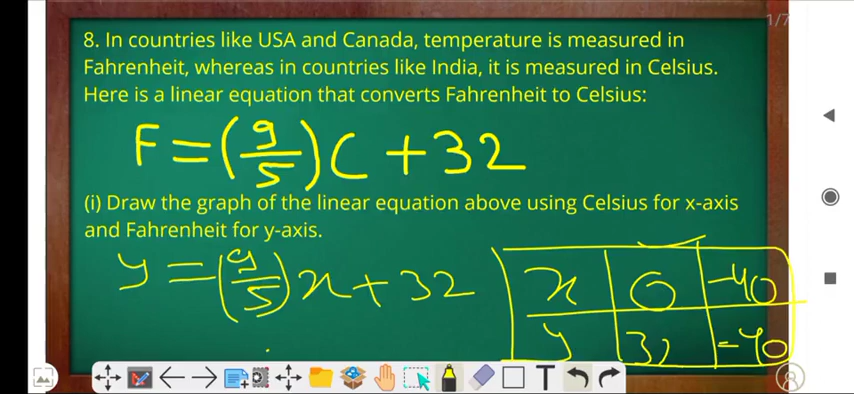 1/7
8. In countries like USA and Canada, temperature is measured in
Fahrenheit, whereas in countries like India, it is measured in Celsius.
Here is a linear equation that converts Fahrenheit to Celsius:
F = (9/5) C + 32
(i) Draw the graph of the linear equation above using Celsius for x-axis
and Fahrenheit for y-axis.
y = (9/5) x + 32
x 0 -40
y 32 -40
T